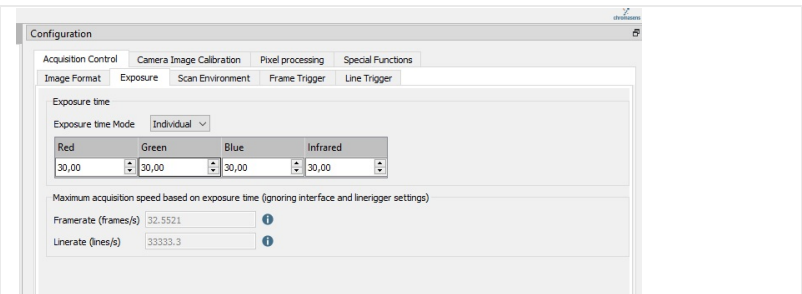 chromasens
Configuration
Acquisition Control Camera Image Calibration Pixel processing Special Functions
Image Format Exposure Scan Environment Frame Trigger Line Trigger
Exposure time
Exposure time Mode Individual
Red Green Blue Infrared
30,00 30,00 30,00 30,00
Maximum acquisition speed based on exposure time (ignoring interface and linerigger settings)
Framerate (frames/s) 32.5521
Linerate (lines/s) 33333.3